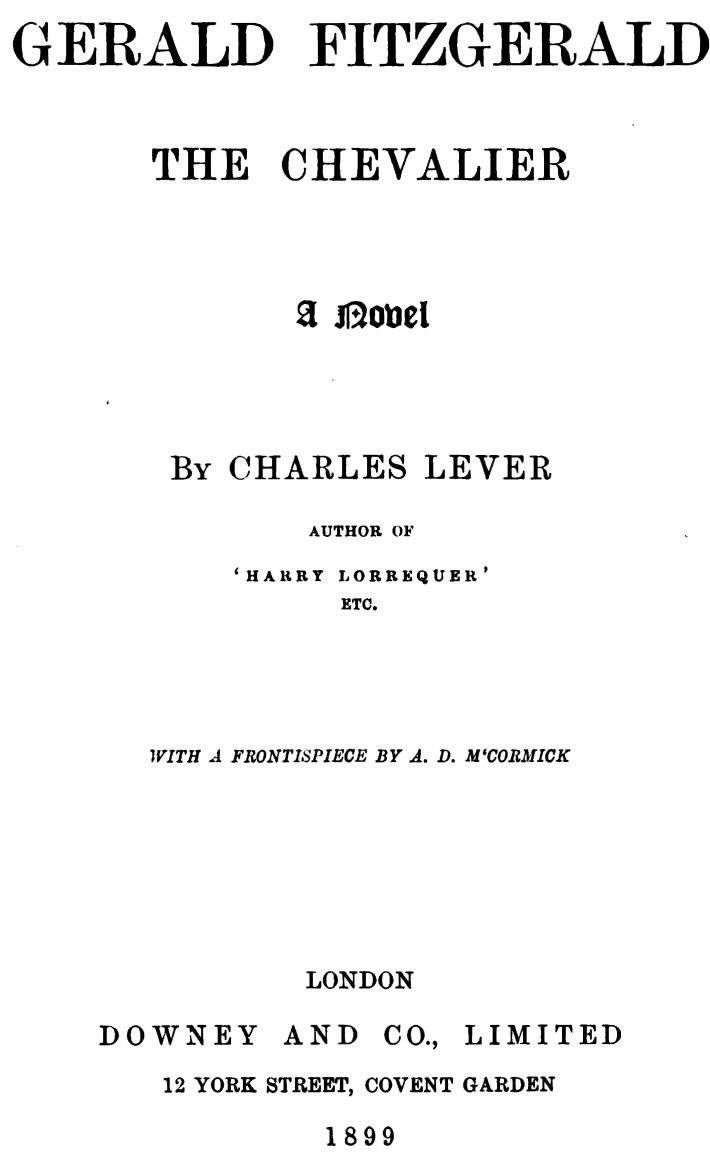 GERALD FITZGERALD
THE CHEVALIER
A Novel
By CHARLES LEVER
AUTHOR OF
‘HARRY LORREQUER’
ETC.
WITH A FRONTISPIECE BY A. D. M‘CORMICK
LONDON
DOWNEY AND CO., LIMITED
12 YORK STREET, COVENT GARDEN
1899